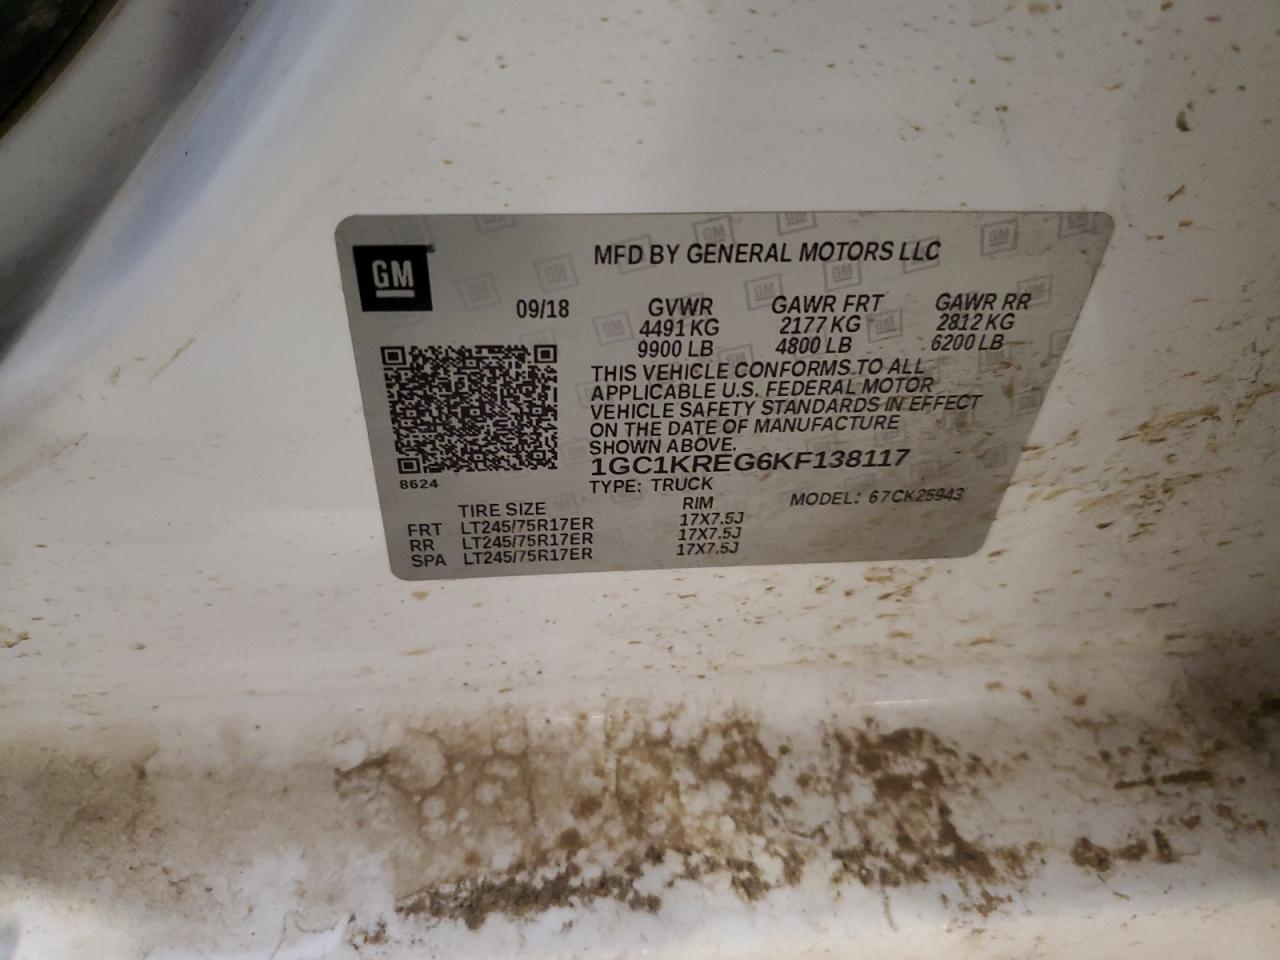 GM
MFD BY GENERAL MOTORS LLC
09/18 GVWR GAWR FRT GAWR RR
4491 KG 2177 KG 2812 KG
9900 LB 4800 LB 6200 LB
THIS VEHICLE CONFORMS TO ALL
APPLICABLE U.S. FEDERAL MOTOR
VEHICLE SAFETY STANDARDS IN EFFECT
ON THE DATE OF MANUFACTURE
SHOWN ABOVE.
1GC1KREG6KF138117
8624
TYPE: TRUCK MODEL: 67CK25943
TIRE SIZE RIM
FRT LT245/75R17ER 17X7.5J
RR LT245/75R17ER 17X7.5J
SPA LT245/75R17ER 17X7.5J